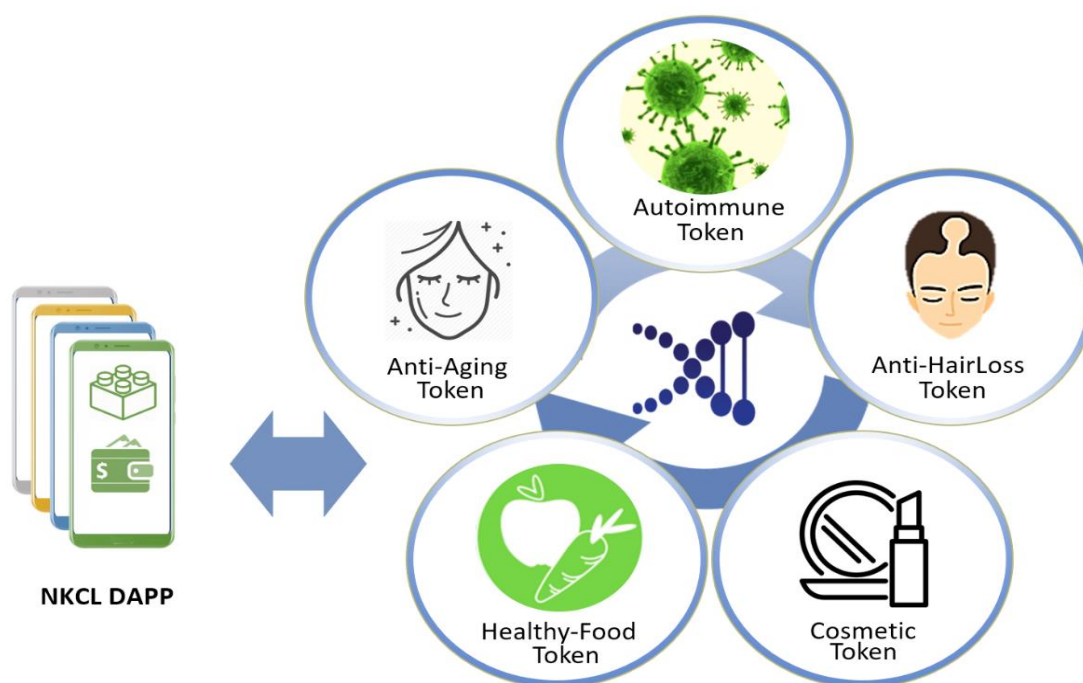 Autoimmune
Token
Anti-Aging
Token
Anti-HairLoss
Token
$
NKCL DAPP
Healthy-Food
Token
Cosmetic
Token